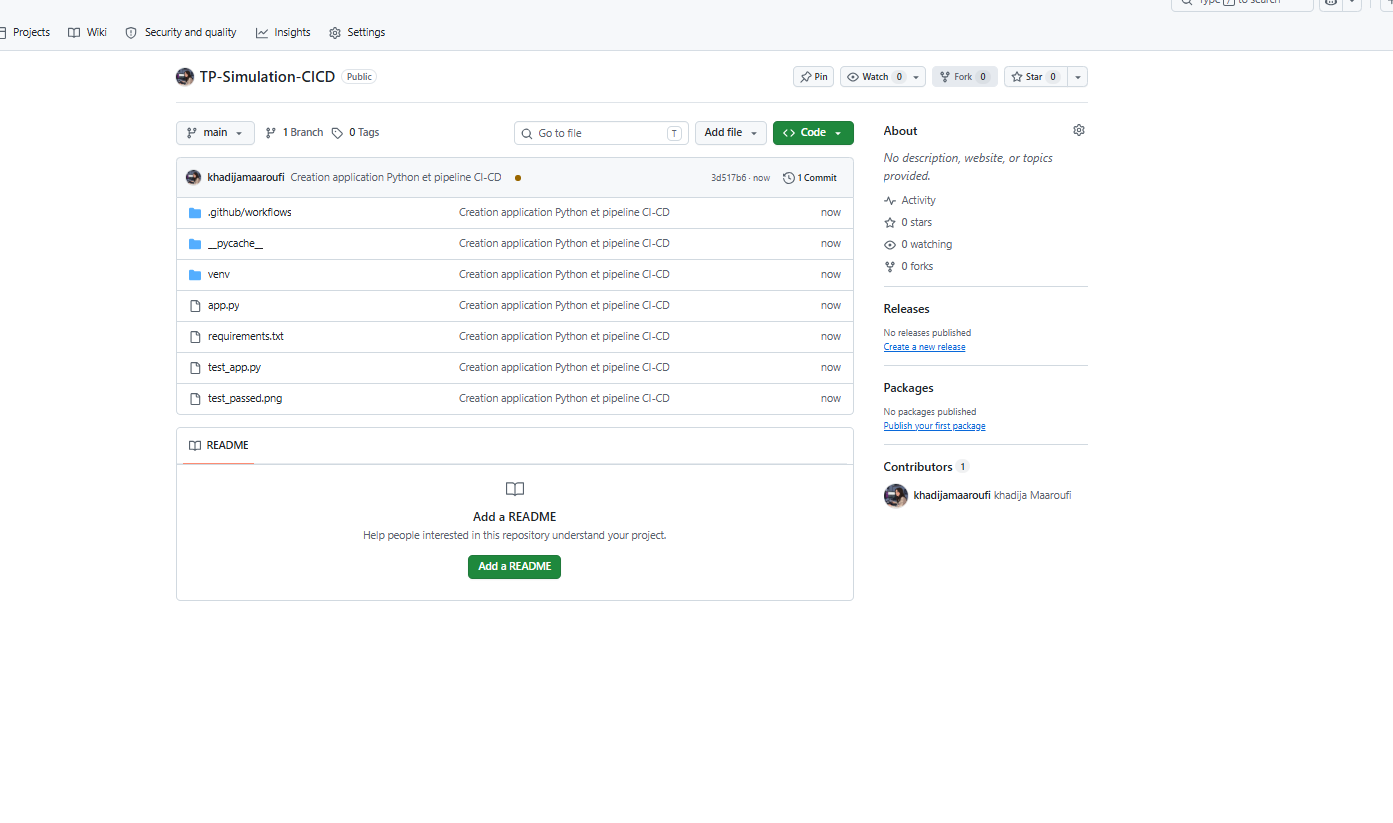 Type / to search
Projects Wiki Security and quality Insights Settings
TP-Simulation-CICD Public Pin Watch 0 Fork 0 Star 0
main 1 Branch 0 Tags Go to file T Add file <> Code
khadijamaaroufi Creation application Python et pipeline CI-CD 3d517b6 · now 1 Commit
.github/workflows Creation application Python et pipeline CI-CD now
__pycache__ Creation application Python et pipeline CI-CD now
venv Creation application Python et pipeline CI-CD now
app.py Creation application Python et pipeline CI-CD now
requirements.txt Creation application Python et pipeline CI-CD now
test_app.py Creation application Python et pipeline CI-CD now
test_passed.png Creation application Python et pipeline CI-CD now
README
Add a README
Help people interested in this repository understand your project.
Add a README
About
No description, website, or topics
provided.
Activity
0 stars
0 watching
0 forks
Releases
No releases published
Create a new release
Packages
No packages published
Publish your first package
Contributors 1
khadijamaaroufi khadija Maaroufi